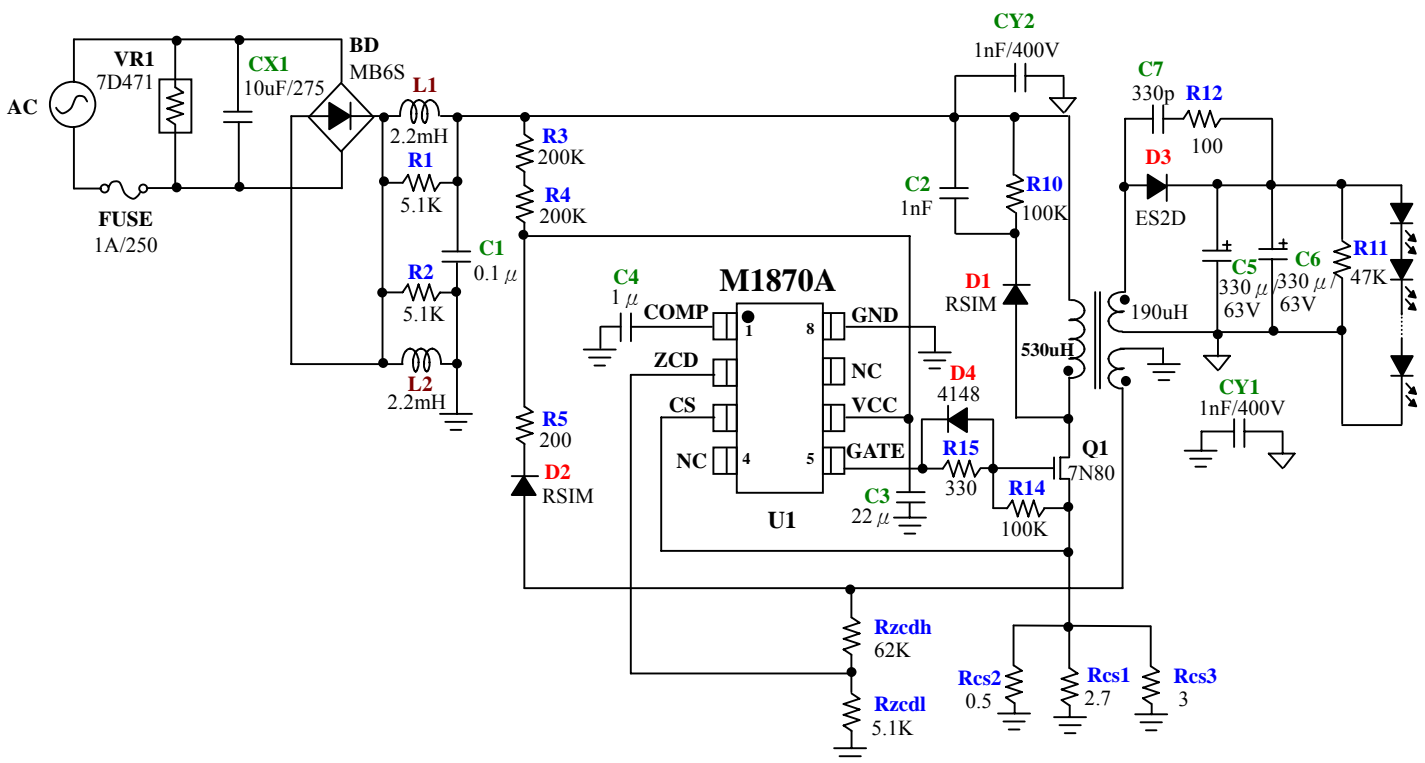 CY2
1nF/400V
BD
VR1
7D471
CX1
10uF/275
MB6S
AC
L1
2.2mH
C7
330p
R12
100
R3
200K
R1
5.1K
R4
200K
C2
1nF
R10
100K
D3
ES2D
FUSE
1A/250
C1
0.1μ
R2
5.1K
+
C5
330μ/
63V
+
C6
330μ/
63V
R11
47K
M1870A
C4
1μ
COMP
1
8
GND
D1
RSIM
190uH
530uH
ZCD
NC
L2
2.2mH
D4
4148
CY1
1nF/400V
CS
VCC
R5
200
NC
4
5
GATE
R15
330
Q1
7N80
D2
RSIM
C3
22μ
R14
100K
U1
Rzcdh
62K
Rcs2
0.5
Rcs1
2.7
Rcs3
3
Rzcdl
5.1K